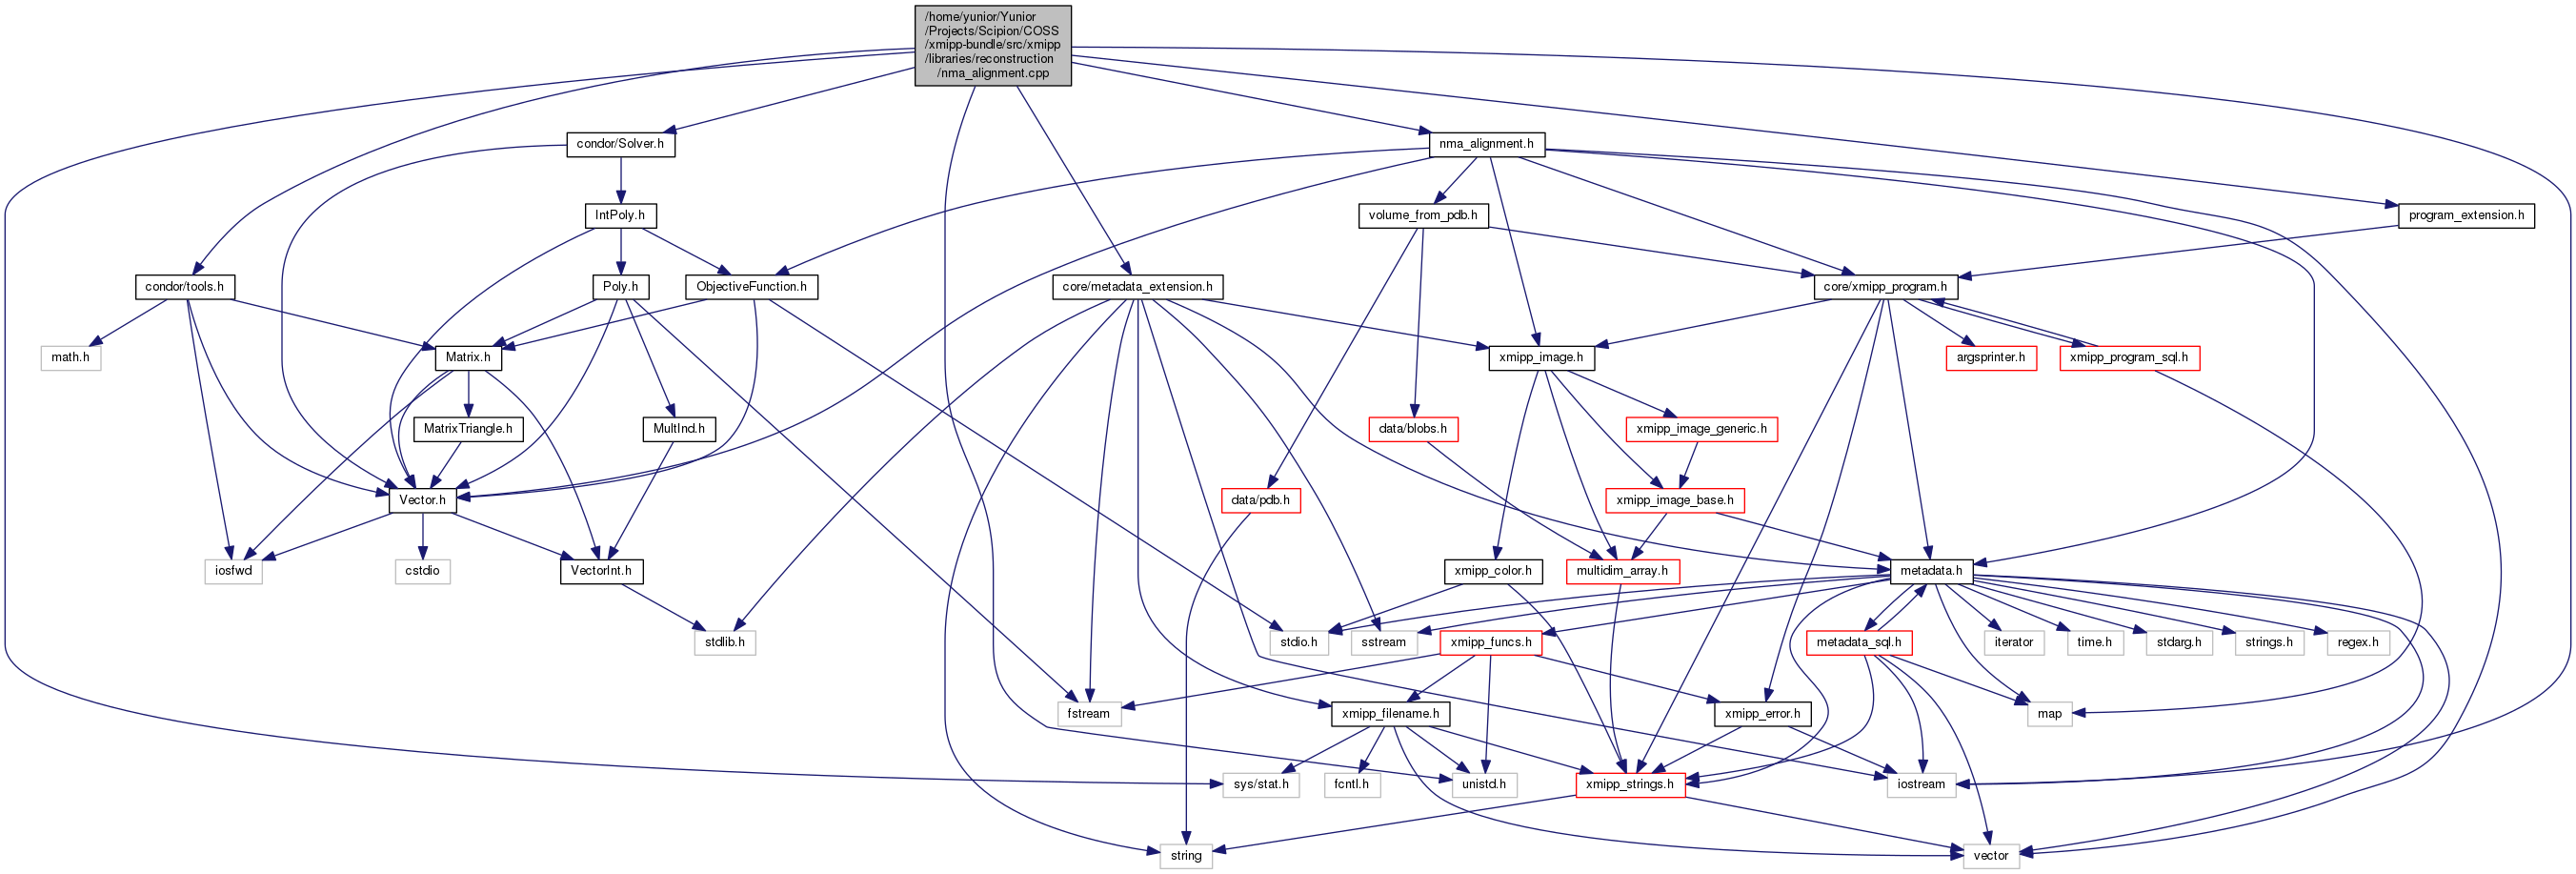 /home/yunior/Yunior
/Projects/Scipion/COSS
/xmipp-bundle/src/xmipp
/libraries/reconstruction
/nma_alignment.cpp
condor/Solver.h
nma_alignment.h
IntPoly.h
volume_from_pdb.h
program_extension.h
condor/tools.h
Poly.h
ObjectiveFunction.h
core/metadata_extension.h
core/xmipp_program.h
math.h
Matrix.h
xmipp_image.h
argsprinter.h
xmipp_program_sql.h
MatrixTriangle.h
MultInd.h
data/blobs.h
xmipp_image_generic.h
Vector.h
data/pdb.h
xmipp_image_base.h
iosfwd
cstdio
VectorInt.h
xmipp_color.h
multidim_array.h
metadata.h
stdlib.h
stdio.h
sstream
xmipp_funcs.h
metadata_sql.h
iterator
time.h
stdarg.h
strings.h
regex.h
fstream
xmipp_filename.h
xmipp_error.h
map
sys/stat.h
fcntl.h
unistd.h
xmipp_strings.h
iostream
string
vector